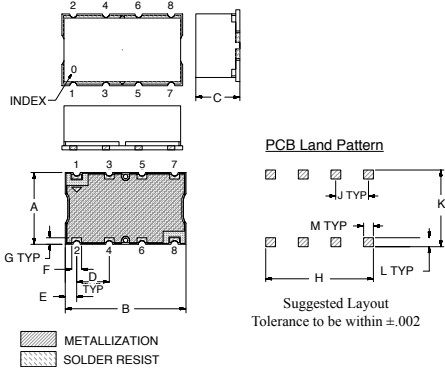 2 4 6 8
0
INDEX
1 3 5 7
C
PCB Land Pattern
1 3 5 7
A
J TYP
K
M TYP
G TYP
2 4 6 8
F
D
TYP
E
L TYP
H
B
Suggested Layout
Tolerance to be within ±.002
METALLIZATION
SOLDER RESIST